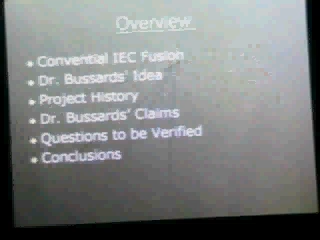 Overview
Convential IEC Fusion
Dr. Bussards' Idea
Project History
Dr. Bussards' Claims
Questions to be Verified
Conclusions